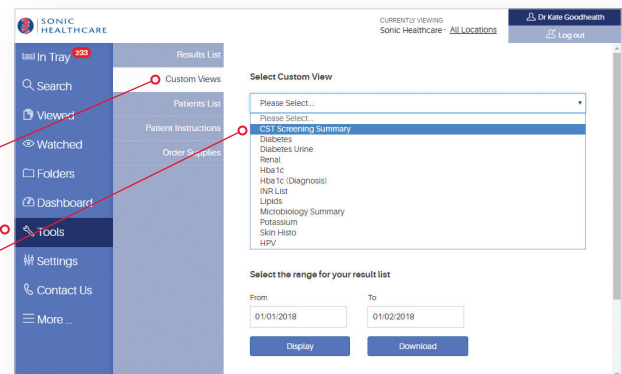 SONIC
HEALTHCARE
CURRENTLY VIEWING
Sonic Healthcare · All Locations
Dr Kate Goodhealth
Log out
In Tray 233
Search
Viewed
Watched
Folders
Dashboard
Tools
Settings
Contact Us
More ...
Results List
Custom Views
Patients List
Patient Instructions
Order Supplies
Select Custom View
Please Select...
Please Select...
CST Screening Summary
Diabetes
Diabetes Urine
Renal
Hba1c
Hba1c (Diagnosis)
INR List
Lipids
Microbiology Summary
Potassium
Skin Histo
HPV
Select the range for your result list
From To
01/01/2018 01/02/2018
Display Download